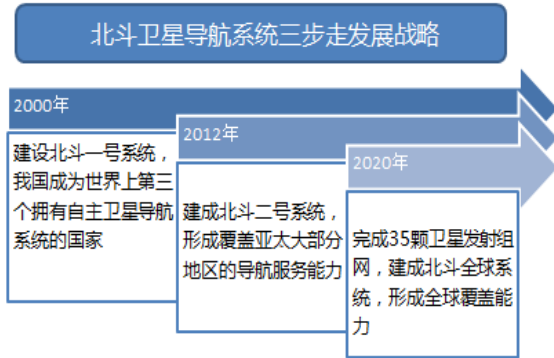 北斗卫星导航系统三步走发展战略
2000年
建设北斗一号系统，
我国成为世界上第三
个拥有自主卫星导航
系统的国家
2012年
建成北斗二号系统，
形成覆盖亚太大部分
地区的导航服务能力
2020年
完成35颗卫星发射组
网，建成北斗全球系
统，形成全球覆盖能
力